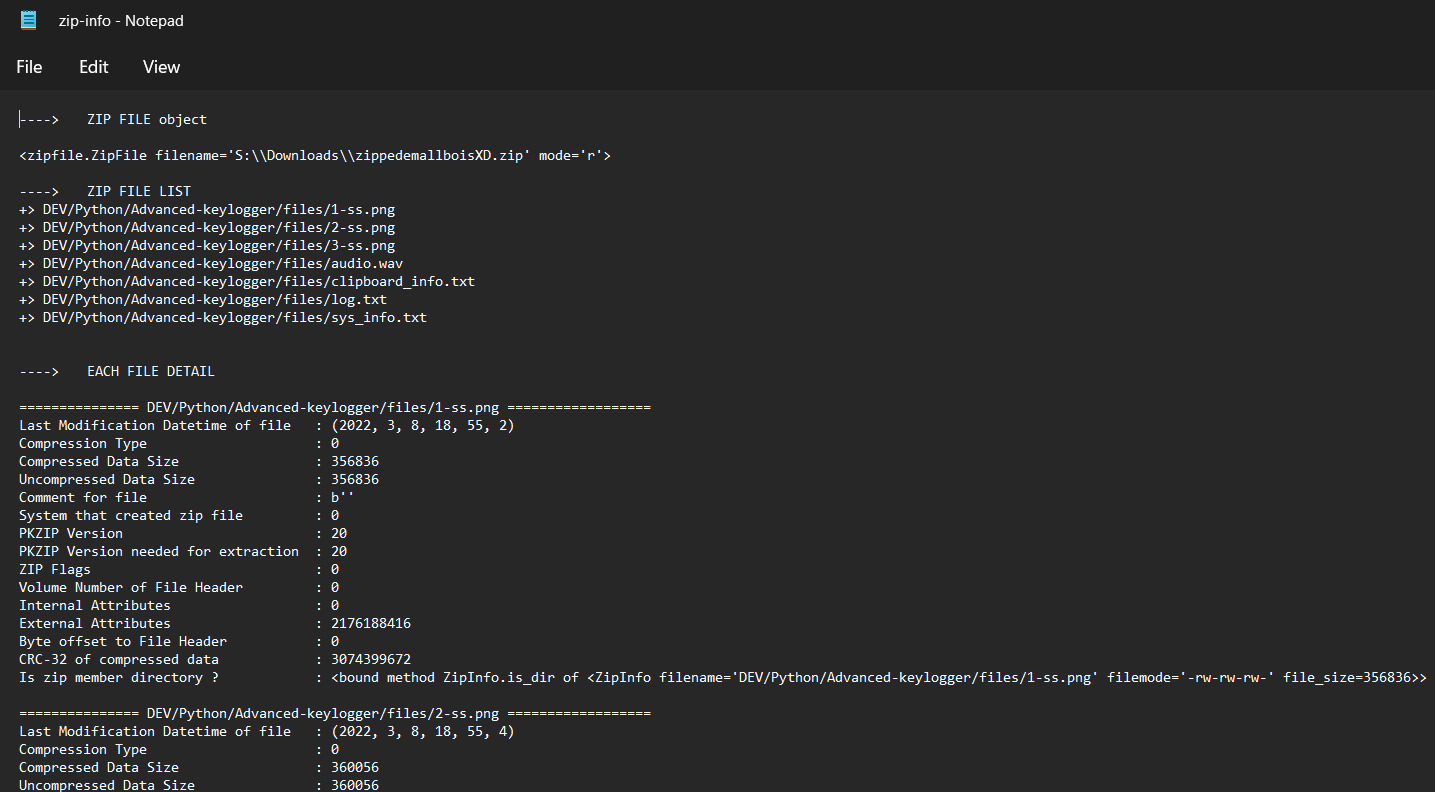 zip-info - Notepad
File Edit View
----> ZIP FILE object
<zipfile.ZipFile filename='S:\\Downloads\\zippedemallboisXD.zip' mode='r'>
----> ZIP FILE LIST
+> DEV/Python/Advanced-keylogger/files/1-ss.png
+> DEV/Python/Advanced-keylogger/files/2-ss.png
+> DEV/Python/Advanced-keylogger/files/3-ss.png
+> DEV/Python/Advanced-keylogger/files/audio.wav
+> DEV/Python/Advanced-keylogger/files/clipboard_info.txt
+> DEV/Python/Advanced-keylogger/files/log.txt
+> DEV/Python/Advanced-keylogger/files/sys_info.txt
----> EACH FILE DETAIL
=============== DEV/Python/Advanced-keylogger/files/1-ss.png ==================
Last Modification Datetime of file : (2022, 3, 8, 18, 55, 2)
Compression Type : 0
Compressed Data Size : 356836
Uncompressed Data Size : 356836
Comment for file : b''
System that created zip file : 0
PKZIP Version : 20
PKZIP Version needed for extraction : 20
ZIP Flags : 0
Volume Number of File Header : 0
Internal Attributes : 0
External Attributes : 2176188416
Byte offset to File Header : 0
CRC-32 of compressed data : 3074399672
Is zip member directory ? : <bound method ZipInfo.is_dir of <ZipInfo filename='DEV/Python/Advanced-keylogger/files/1-ss.png' filemode='-rw-rw-rw-' file_size=356836>>
=============== DEV/Python/Advanced-keylogger/files/2-ss.png ==================
Last Modification Datetime of file : (2022, 3, 8, 18, 55, 4)
Compression Type : 0
Compressed Data Size : 360056
Uncompressed Data Size : 360056